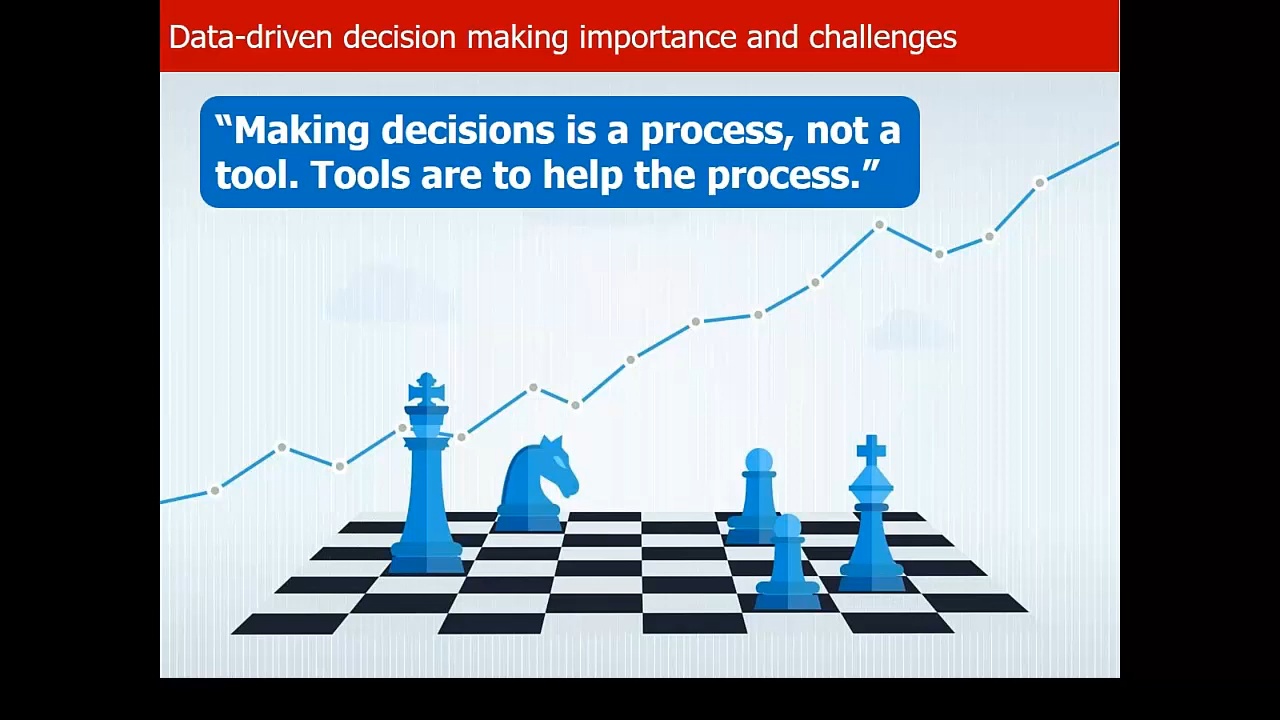 Data-driven decision making importance and challenges
“Making decisions is a process, not a
tool. Tools are to help the process.”